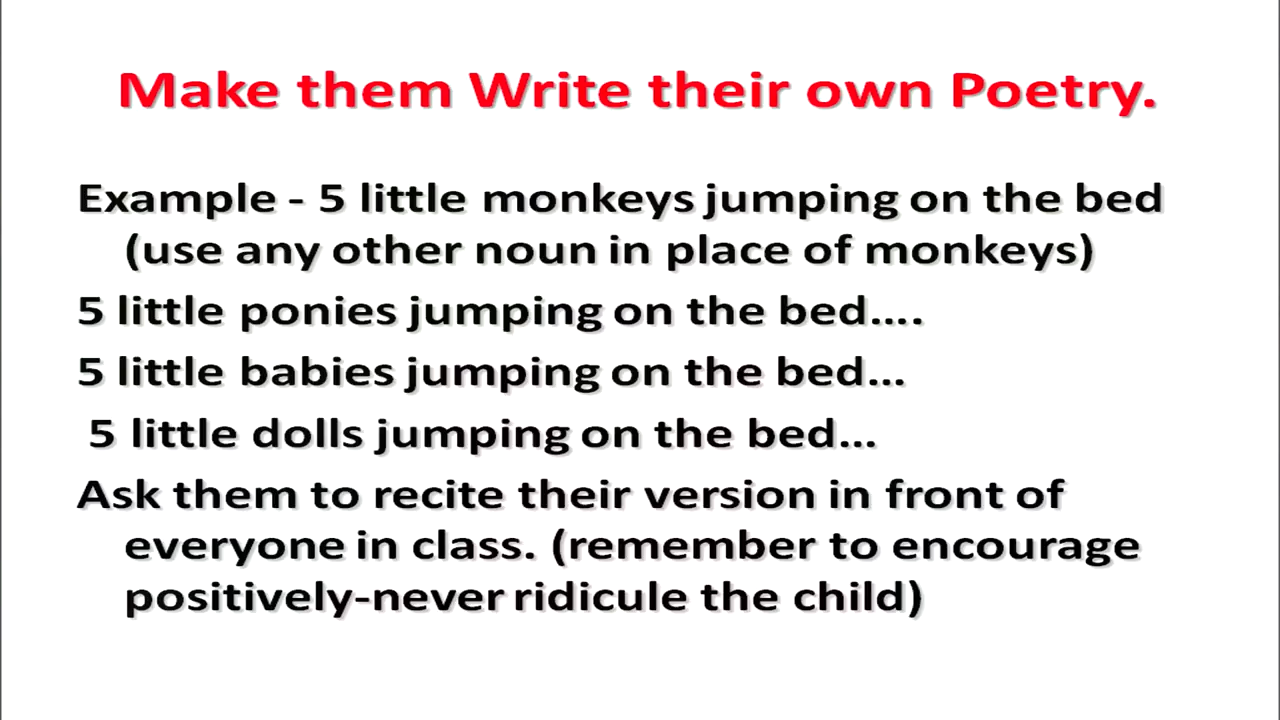 Make them Write their own Poetry.
Example - 5 little monkeys jumping on the bed
(use any other noun in place of monkeys)
5 little ponies jumping on the bed....
5 little babies jumping on the bed...
5 little dolls jumping on the bed...
Ask them to recite their version in front of
everyone in class. (remember to encourage
positively-never ridicule the child)